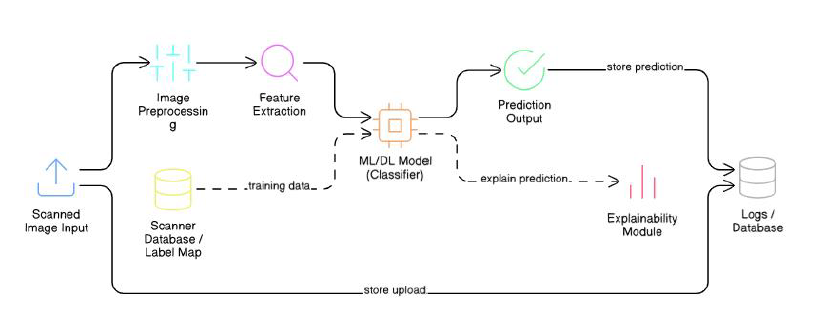 Image
Preprocessin
g
Feature
Extraction
Prediction
Output
store prediction
ML/DL Model
(Classifier)
training data
explain prediction
Scanned
Image Input
Scanner
Database /
Label Map
Explainability
Module
Logs /
Database
store upload